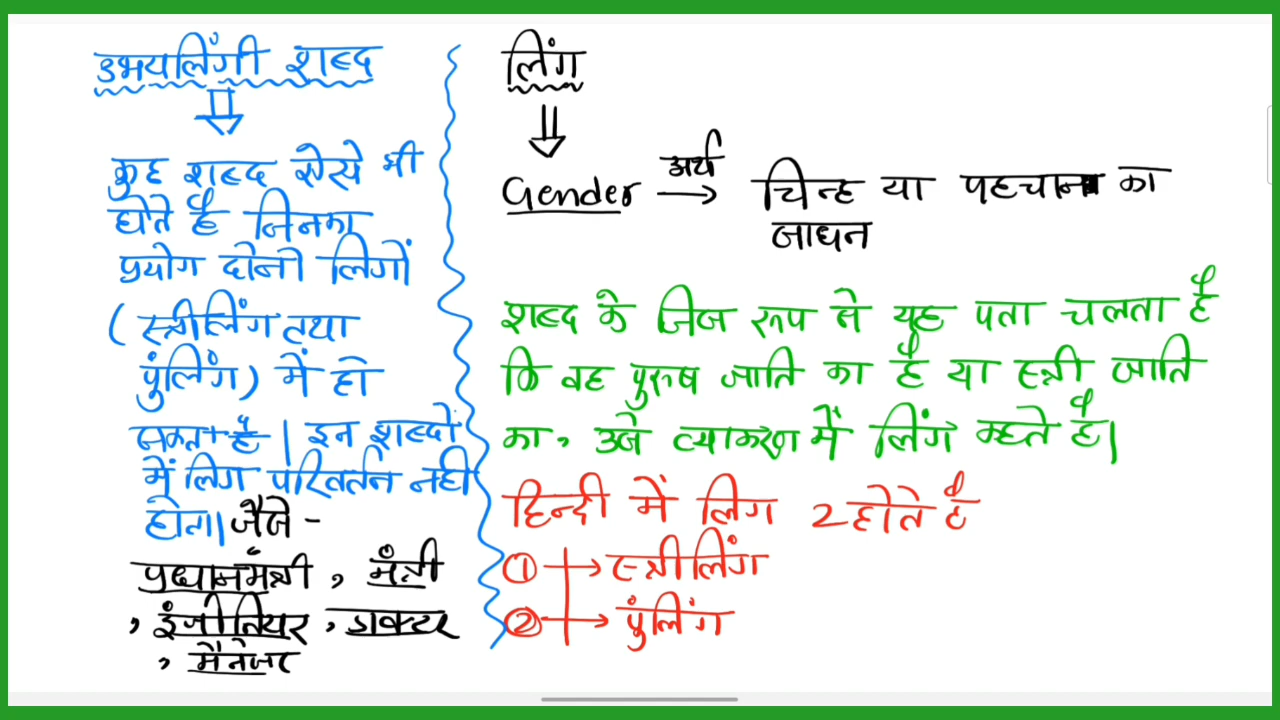 उभयलिंगी शब्द
कुछ शब्द ऐसे भी
होते हैं जिनका
प्रयोग दोनों लिंगों
(स्त्रीलिंग तथा
पुंलिंग) में हो
सकता है। इन शब्दों
में लिंग परिवर्तन नहीं
होता। जैसे -
प्रधानमंत्री, मंत्री
, इंजीनियर, डाक्टर
, मैनेजर
लिंग
Gender अर्थ → चिन्ह या पहचान का
साधन
शब्द के जिस रूप से यह पता चलता है
कि वह पुरुष जाति का है या स्त्री जाति
का, उसे व्याकरण में लिंग कहते हैं।
हिन्दी में लिंग 2 होते हैं
① → स्त्रीलिंग
② → पुंलिंग